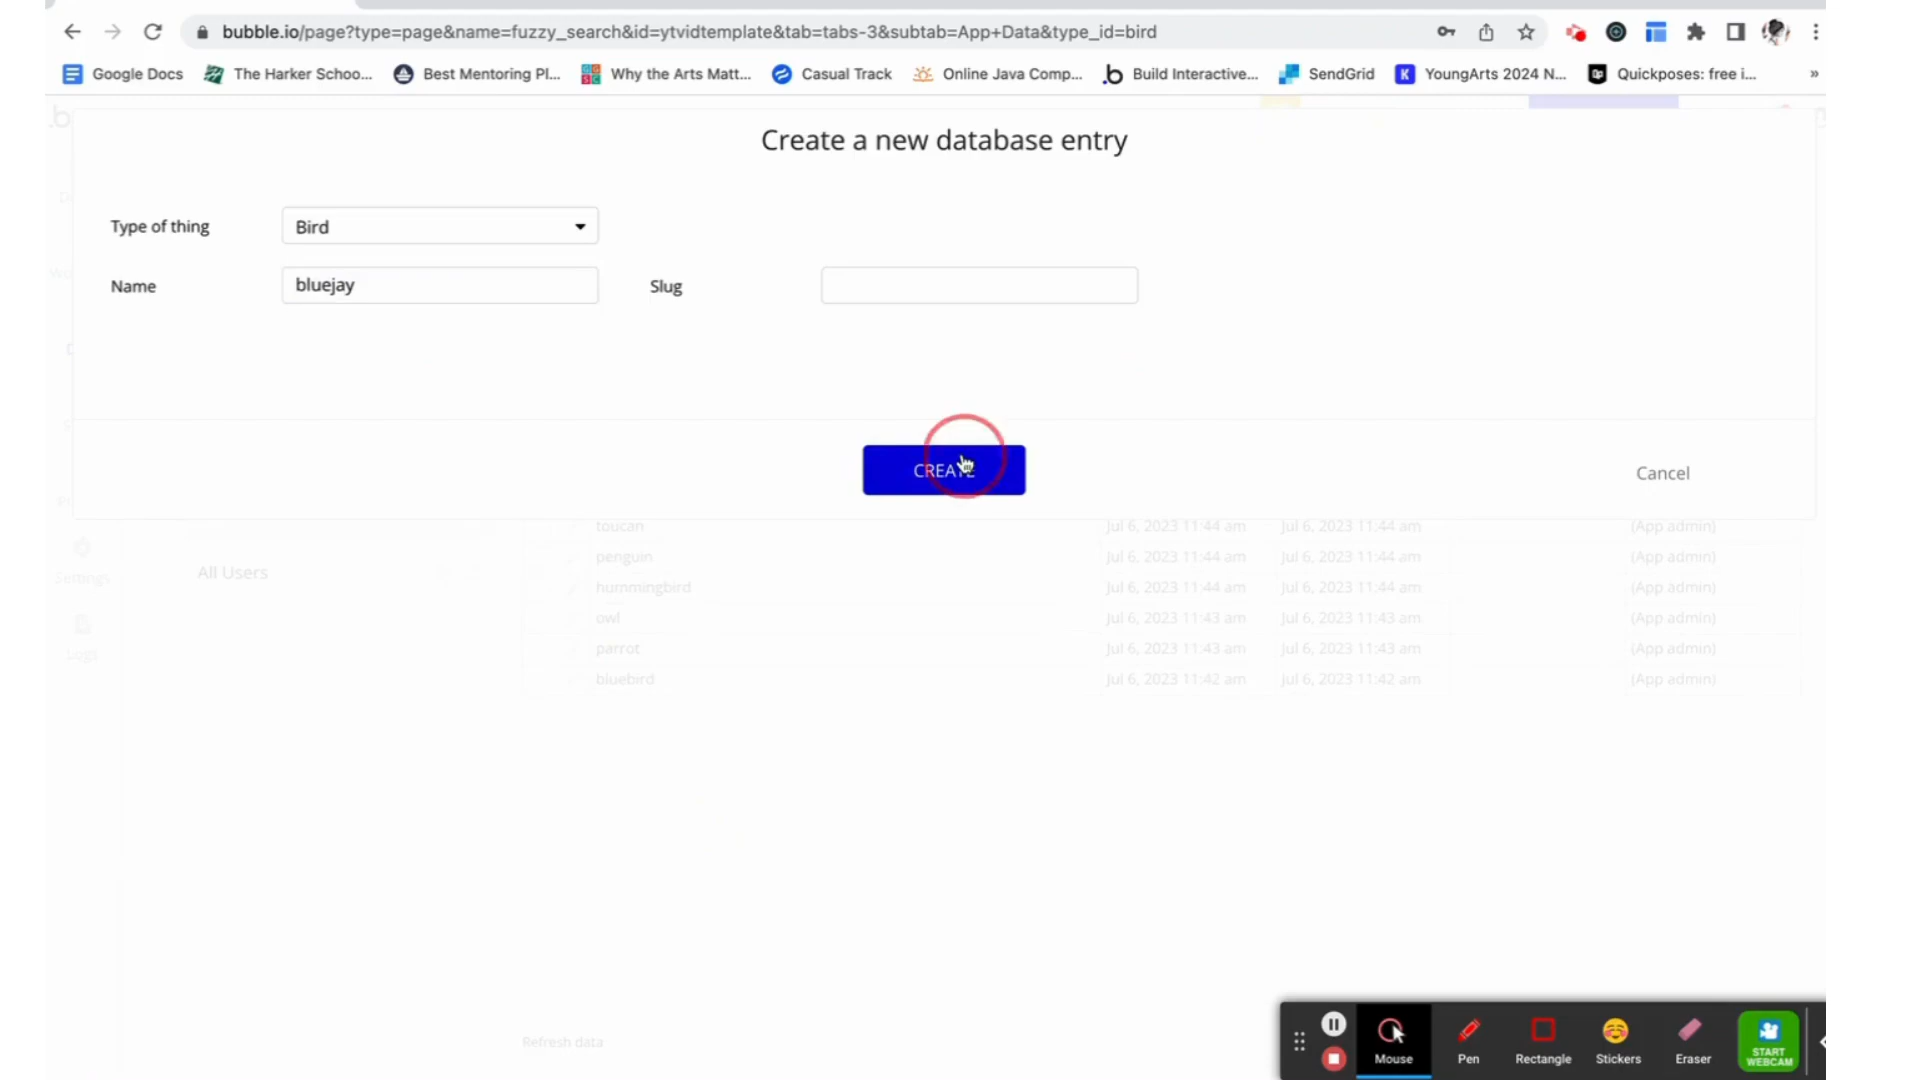 bubble.io/page?type=page&name=fuzzy_search&id=ytvidtemplate&tab=tabs-3&subtab=App+Data&type_id=bird
Google Docs The Harker Schoo... Best Mentoring Pl... Why the Arts Matt... Casual Track Online Java Comp... Build Interactive... SendGrid YoungArts 2024 N... Quickposes: free i... »
Create a new database entry
Type of thing Bird
Name bluejay Slug
CREATE Cancel
toucan Jul 6, 2023 11:44 am Jul 6, 2023 11:44 am (App admin)
penguin Jul 6, 2023 11:44 am Jul 6, 2023 11:44 am (App admin)
All Users
Settings
hummingbird Jul 6, 2023 11:44 am Jul 6, 2023 11:44 am (App admin)
owl Jul 6, 2023 11:43 am Jul 6, 2023 11:43 am (App admin)
Logs
parrot Jul 6, 2023 11:43 am Jul 6, 2023 11:43 am (App admin)
bluebird Jul 6, 2023 11:42 am Jul 6, 2023 11:42 am (App admin)
Refresh data
Mouse Pen Rectangle Stickers Eraser START WEBCAM